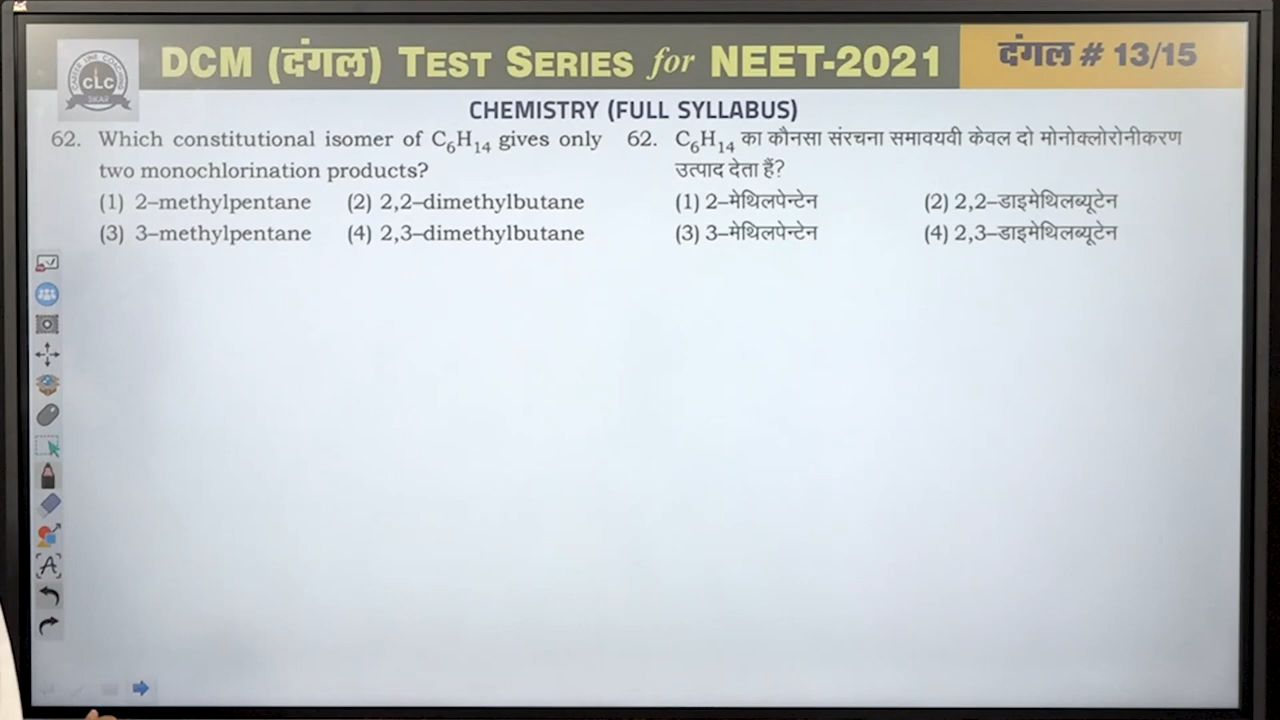 DCM (दंगल) TEST SERIES for NEET-2021
दंगल # 13/15
CLC
SIKAR
CHEMISTRY (FULL SYLLABUS)
62. Which constitutional isomer of C₆H₁₄ gives only
two monochlorination products?
(1) 2–methylpentane (2) 2,2–dimethylbutane
(3) 3–methylpentane (4) 2,3–dimethylbutane
62. C₆H₁₄ का कौनसा संरचना समावयवी केवल दो मोनोक्लोरोनीकरण
उत्पाद देता हैं?
(1) 2–मेथिलपेन्टेन (2) 2,2–डाइमेथिलब्यूटेन
(3) 3–मेथिलपेन्टेन (4) 2,3–डाइमेथिलब्यूटेन